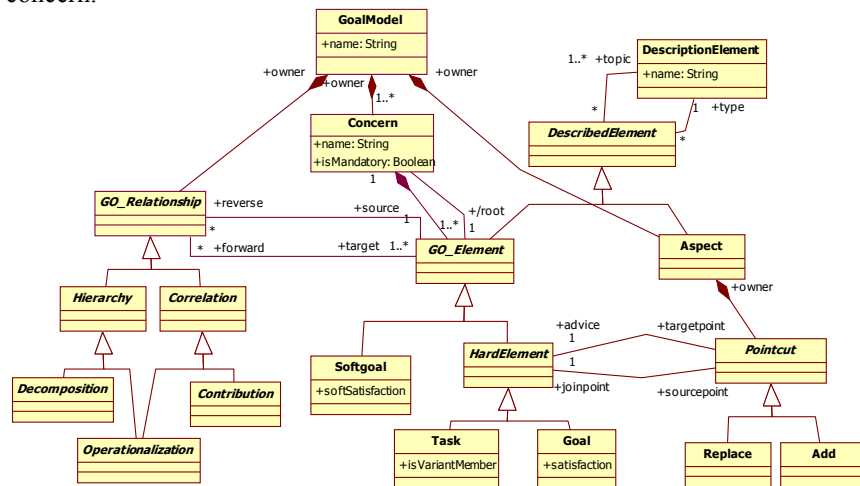 concern.
GoalModel
+name: String
DescriptionElement
+name: String
+owner
+owner
+owner
1..*
+topic
1..*
1
+type
*
*
Concern
+name: String
+isMandatory: Boolean
DescribedElement
1
GO_Relationship
+reverse
+source
+/root
*
1
1..*
1
*
+forward
+target
1..*
GO_Element
Aspect
+owner
Hierarchy
Correlation
+advice
+targetpoint
1
Softgoal
+softSatisfaction
HardElement
1
Pointcut
+joinpoint
+sourcepoint
Decomposition
Contribution
Operationalization
Task
+isVariantMember
Goal
+satisfaction
Replace
Add